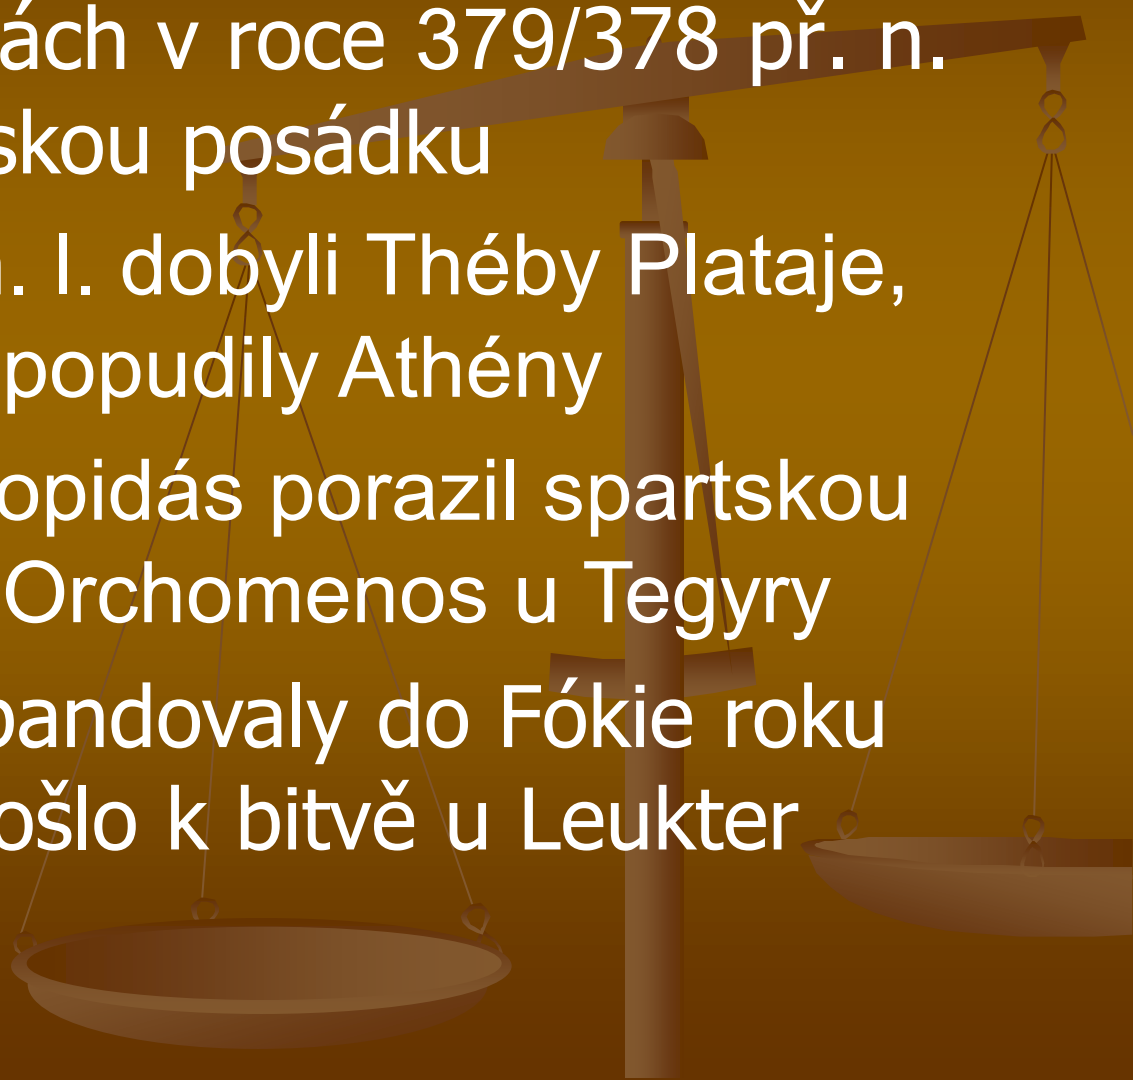 ách v roce 379/378 př. n.
skou posádku
n. l. dobyli Théby Plataje,
popudily Athény
opidás porazil spartskou
Orchomenos u Tegyry
pandovaly do Fókie roku
ošlo k bitvě u Leukter